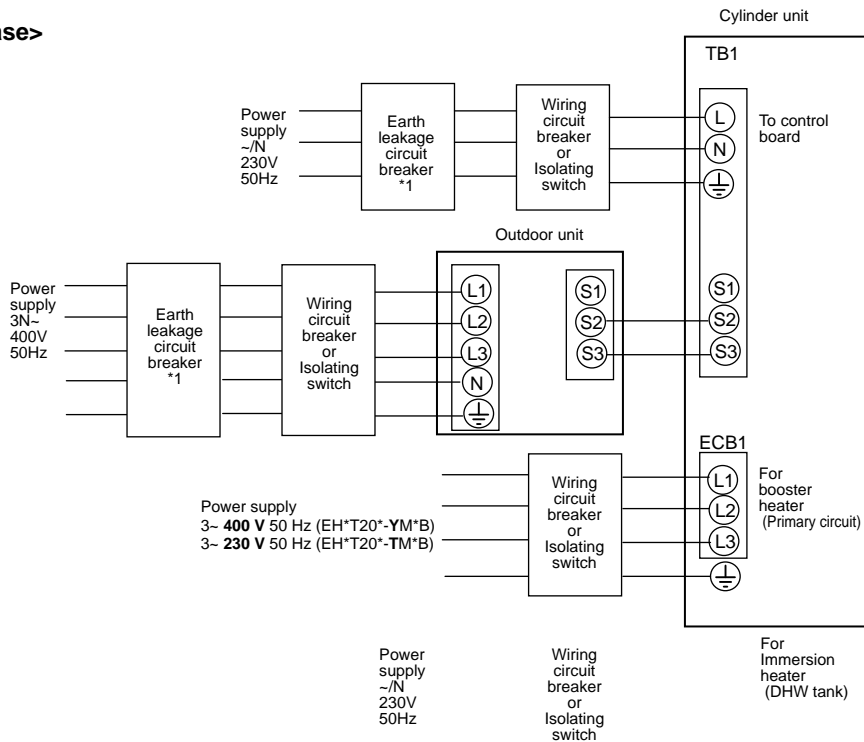 Cylinder unit
ase>
TB1
Power
supply
~/N
230V
50Hz
Earth
leakage
circuit
breaker
*1
Wiring
circuit
breaker
or
Isolating
switch
L
N
To control
board
Outdoor unit
Power
supply
3N~
400V
50Hz
Earth
leakage
circuit
breaker
*1
Wiring
circuit
breaker
or
Isolating
switch
L1
L2
L3
N
S1
S2
S3
S1
S2
S3
ECB1
Power supply
3~ 400 V 50 Hz (EH*T20*-YM*B)
3~ 230 V 50 Hz (EH*T20*-TM*B)
Wiring
circuit
breaker
or
Isolating
switch
L1
L2
L3
For
booster
heater
(Primary circuit)
Power
supply
~/N
230V
50Hz
Wiring
circuit
breaker
or
Isolating
switch
For
Immersion
heater
(DHW tank)